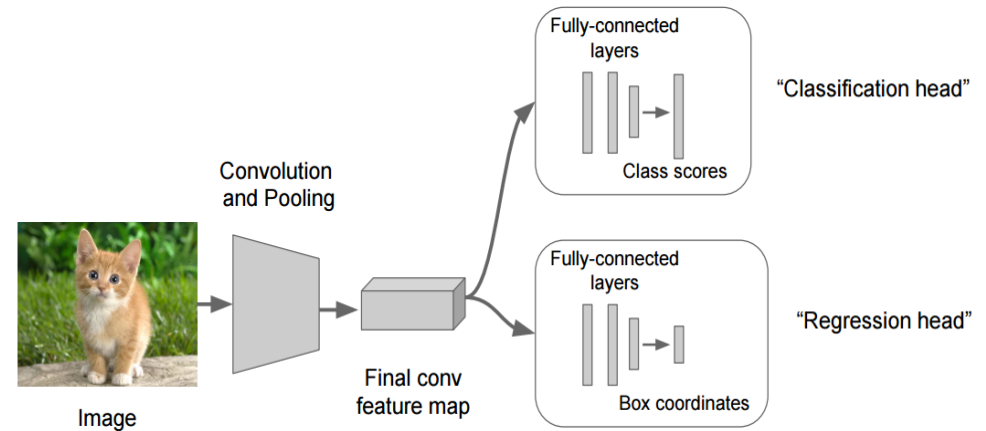 Fully-connected
layers
Class scores
“Classification head”
Convolution
and Pooling
Image
Final conv
feature map
Fully-connected
layers
Box coordinates
“Regression head”